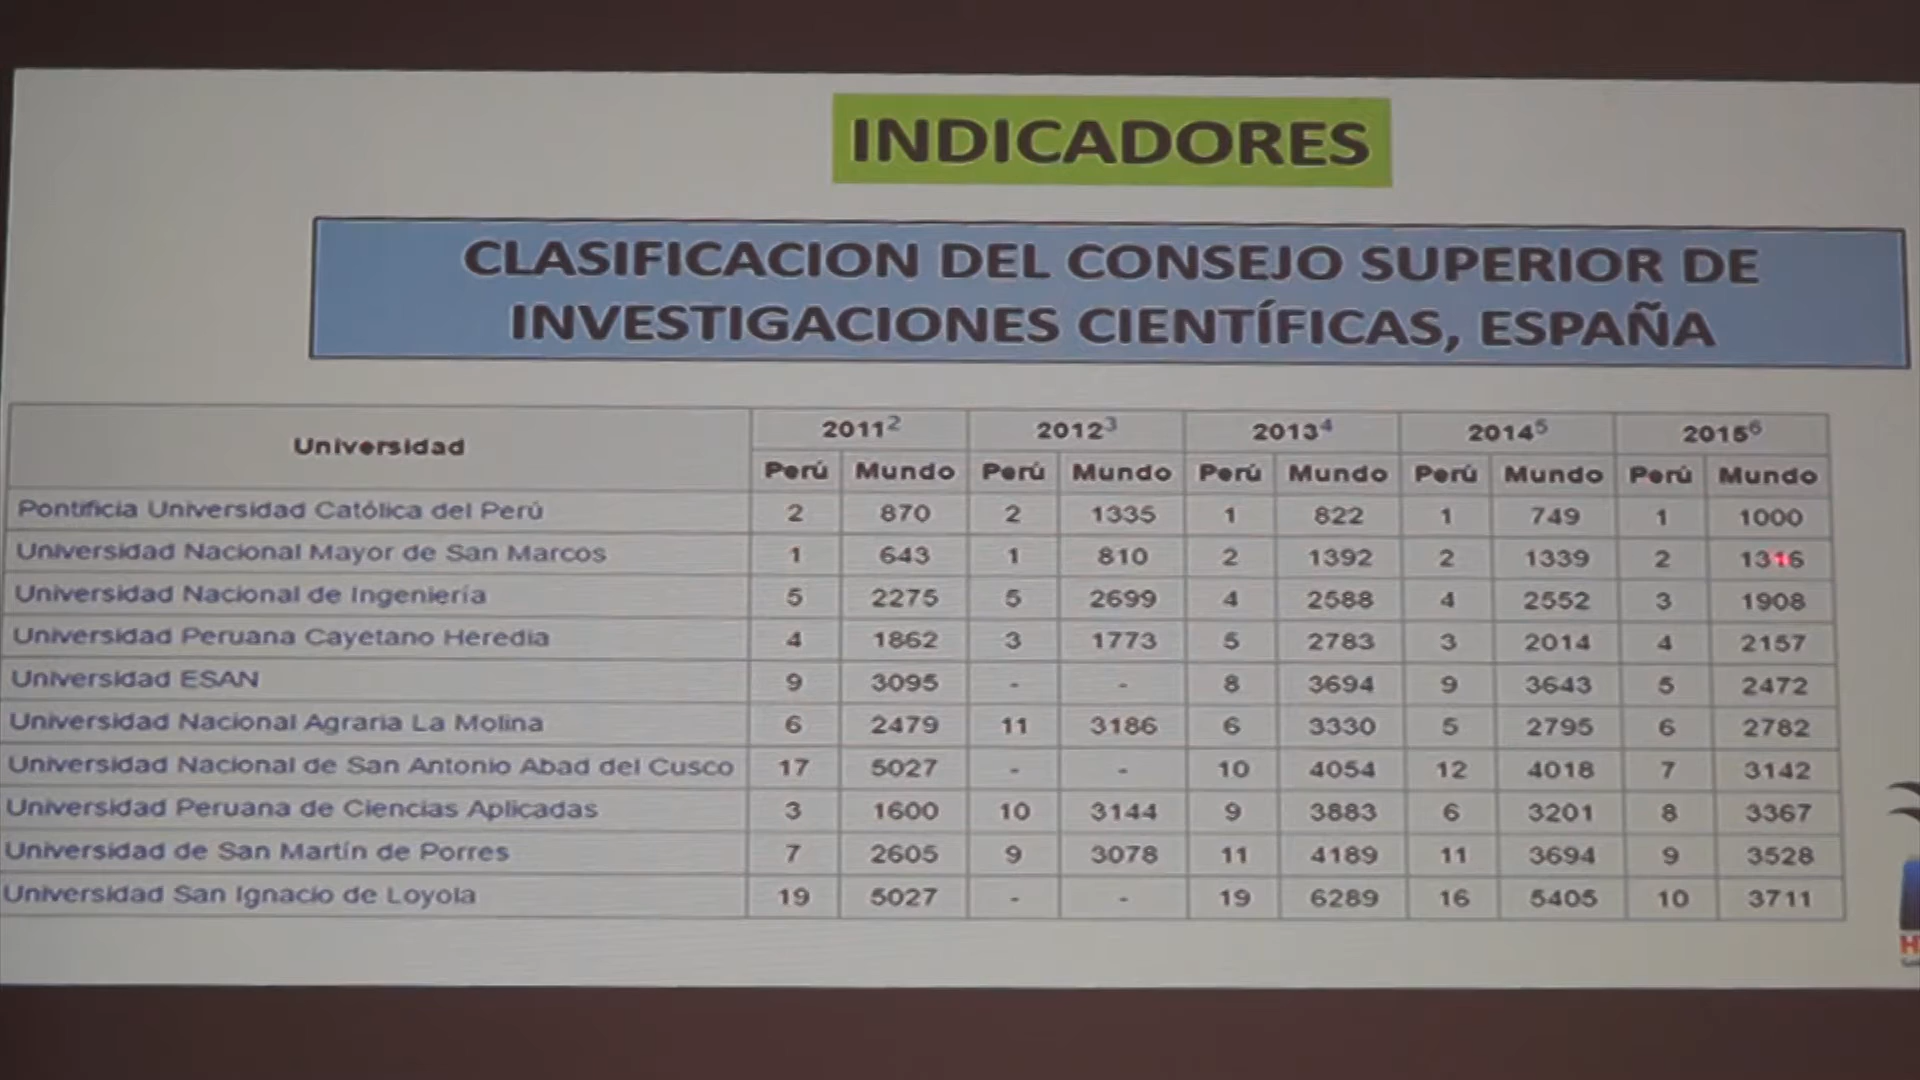 INDICADORES
CLASIFICACION DEL CONSEJO SUPERIOR DE
INVESTIGACIONES CIENTÍFICAS, ESPAÑA
Universidad 2011² 2012³ 2013⁴ 2014⁵ 2015⁶
Perú Mundo Perú Mundo Perú Mundo Perú Mundo Perú Mundo
Pontificia Universidad Católica del Perú 2 870 2 1335 1 822 1 749 1 1000
Universidad Nacional Mayor de San Marcos 1 643 1 810 2 1392 2 1339 2 1316
Universidad Nacional de Ingeniería 5 2275 5 2699 4 2588 4 2552 3 1908
Universidad Peruana Cayetano Heredia 4 1862 3 1773 5 2783 3 2014 4 2157
Universidad ESAN 9 3095 - - 8 3694 9 3643 5 2472
Universidad Nacional Agraria La Molina 6 2479 11 3186 6 3330 5 2795 6 2782
Universidad Nacional de San Antonio Abad del Cusco 17 5027 - - 10 4054 12 4018 7 3142
Universidad Peruana de Ciencias Aplicadas 3 1600 10 3144 9 3883 6 3201 8 3367
Universidad de San Martín de Porres 7 2605 9 3078 11 4189 11 3694 9 3528
Universidad San Ignacio de Loyola 19 5027 - - 19 6289 16 5405 10 3711